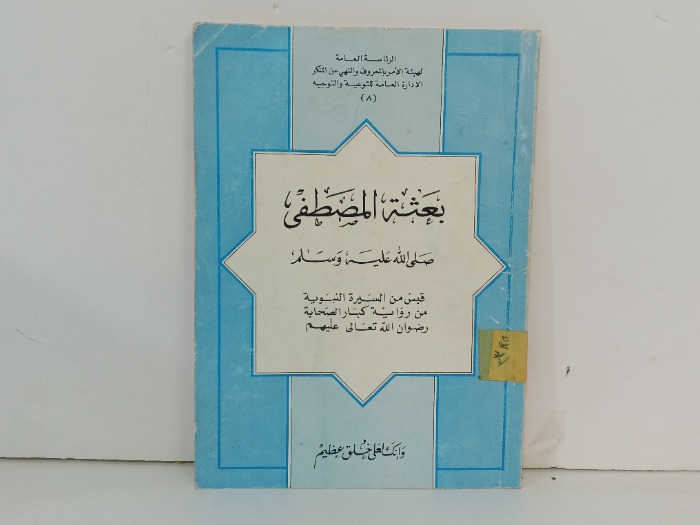 الرئاسة العامة
لهيئة الأمر بالمعروف والنهي عن المنكر
الادارة العامة للتوعية والتوجيه
(٨)
بعثة المصطفى
صلى الله عليه وسلم
قبس من السيرة النبوية
من رواية كبار الصحابة
رضوان الله تعالى عليهم
وإنك لعلى خلق عظيم